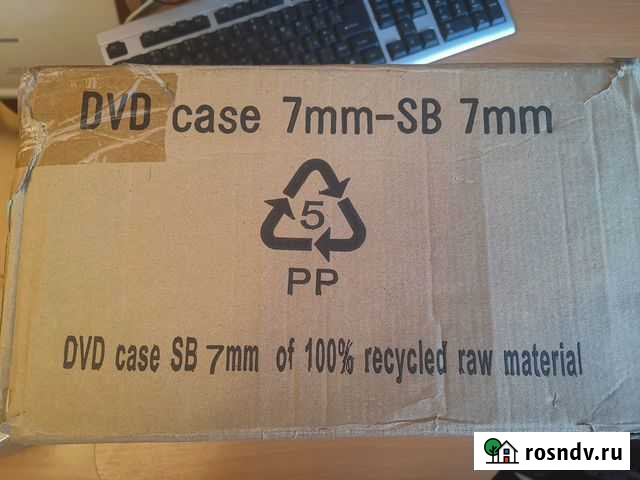 DVD case 7mm-SB 7mm
5
PP
DVD case SB 7mm of 100% recycled raw material
rosndv.ru